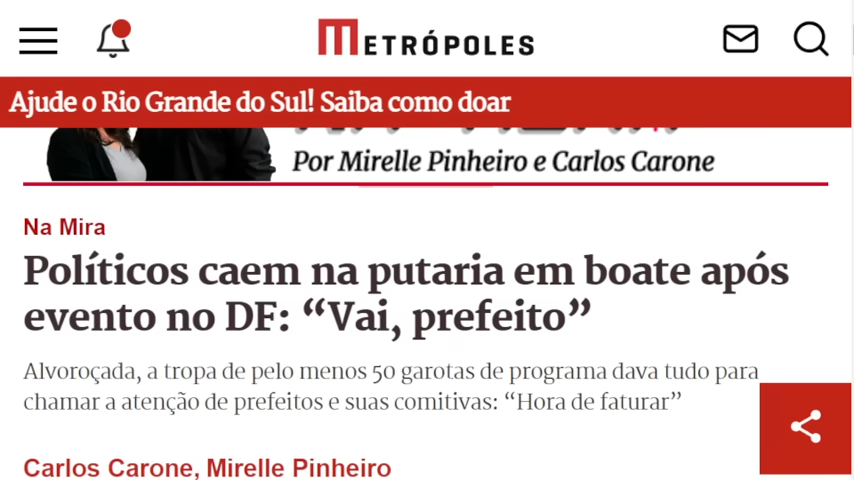 METRÓPOLES
Ajude o Rio Grande do Sul! Saiba como doar
Por Mirelle Pinheiro e Carlos Carone
Na Mira
Políticos caem na putaria em boate após
evento no DF: “Vai, prefeito”
Alvoroçada, a tropa de pelo menos 50 garotas de programa dava tudo para
chamar a atenção de prefeitos e suas comitivas: “Hora de faturar”
Carlos Carone, Mirelle Pinheiro